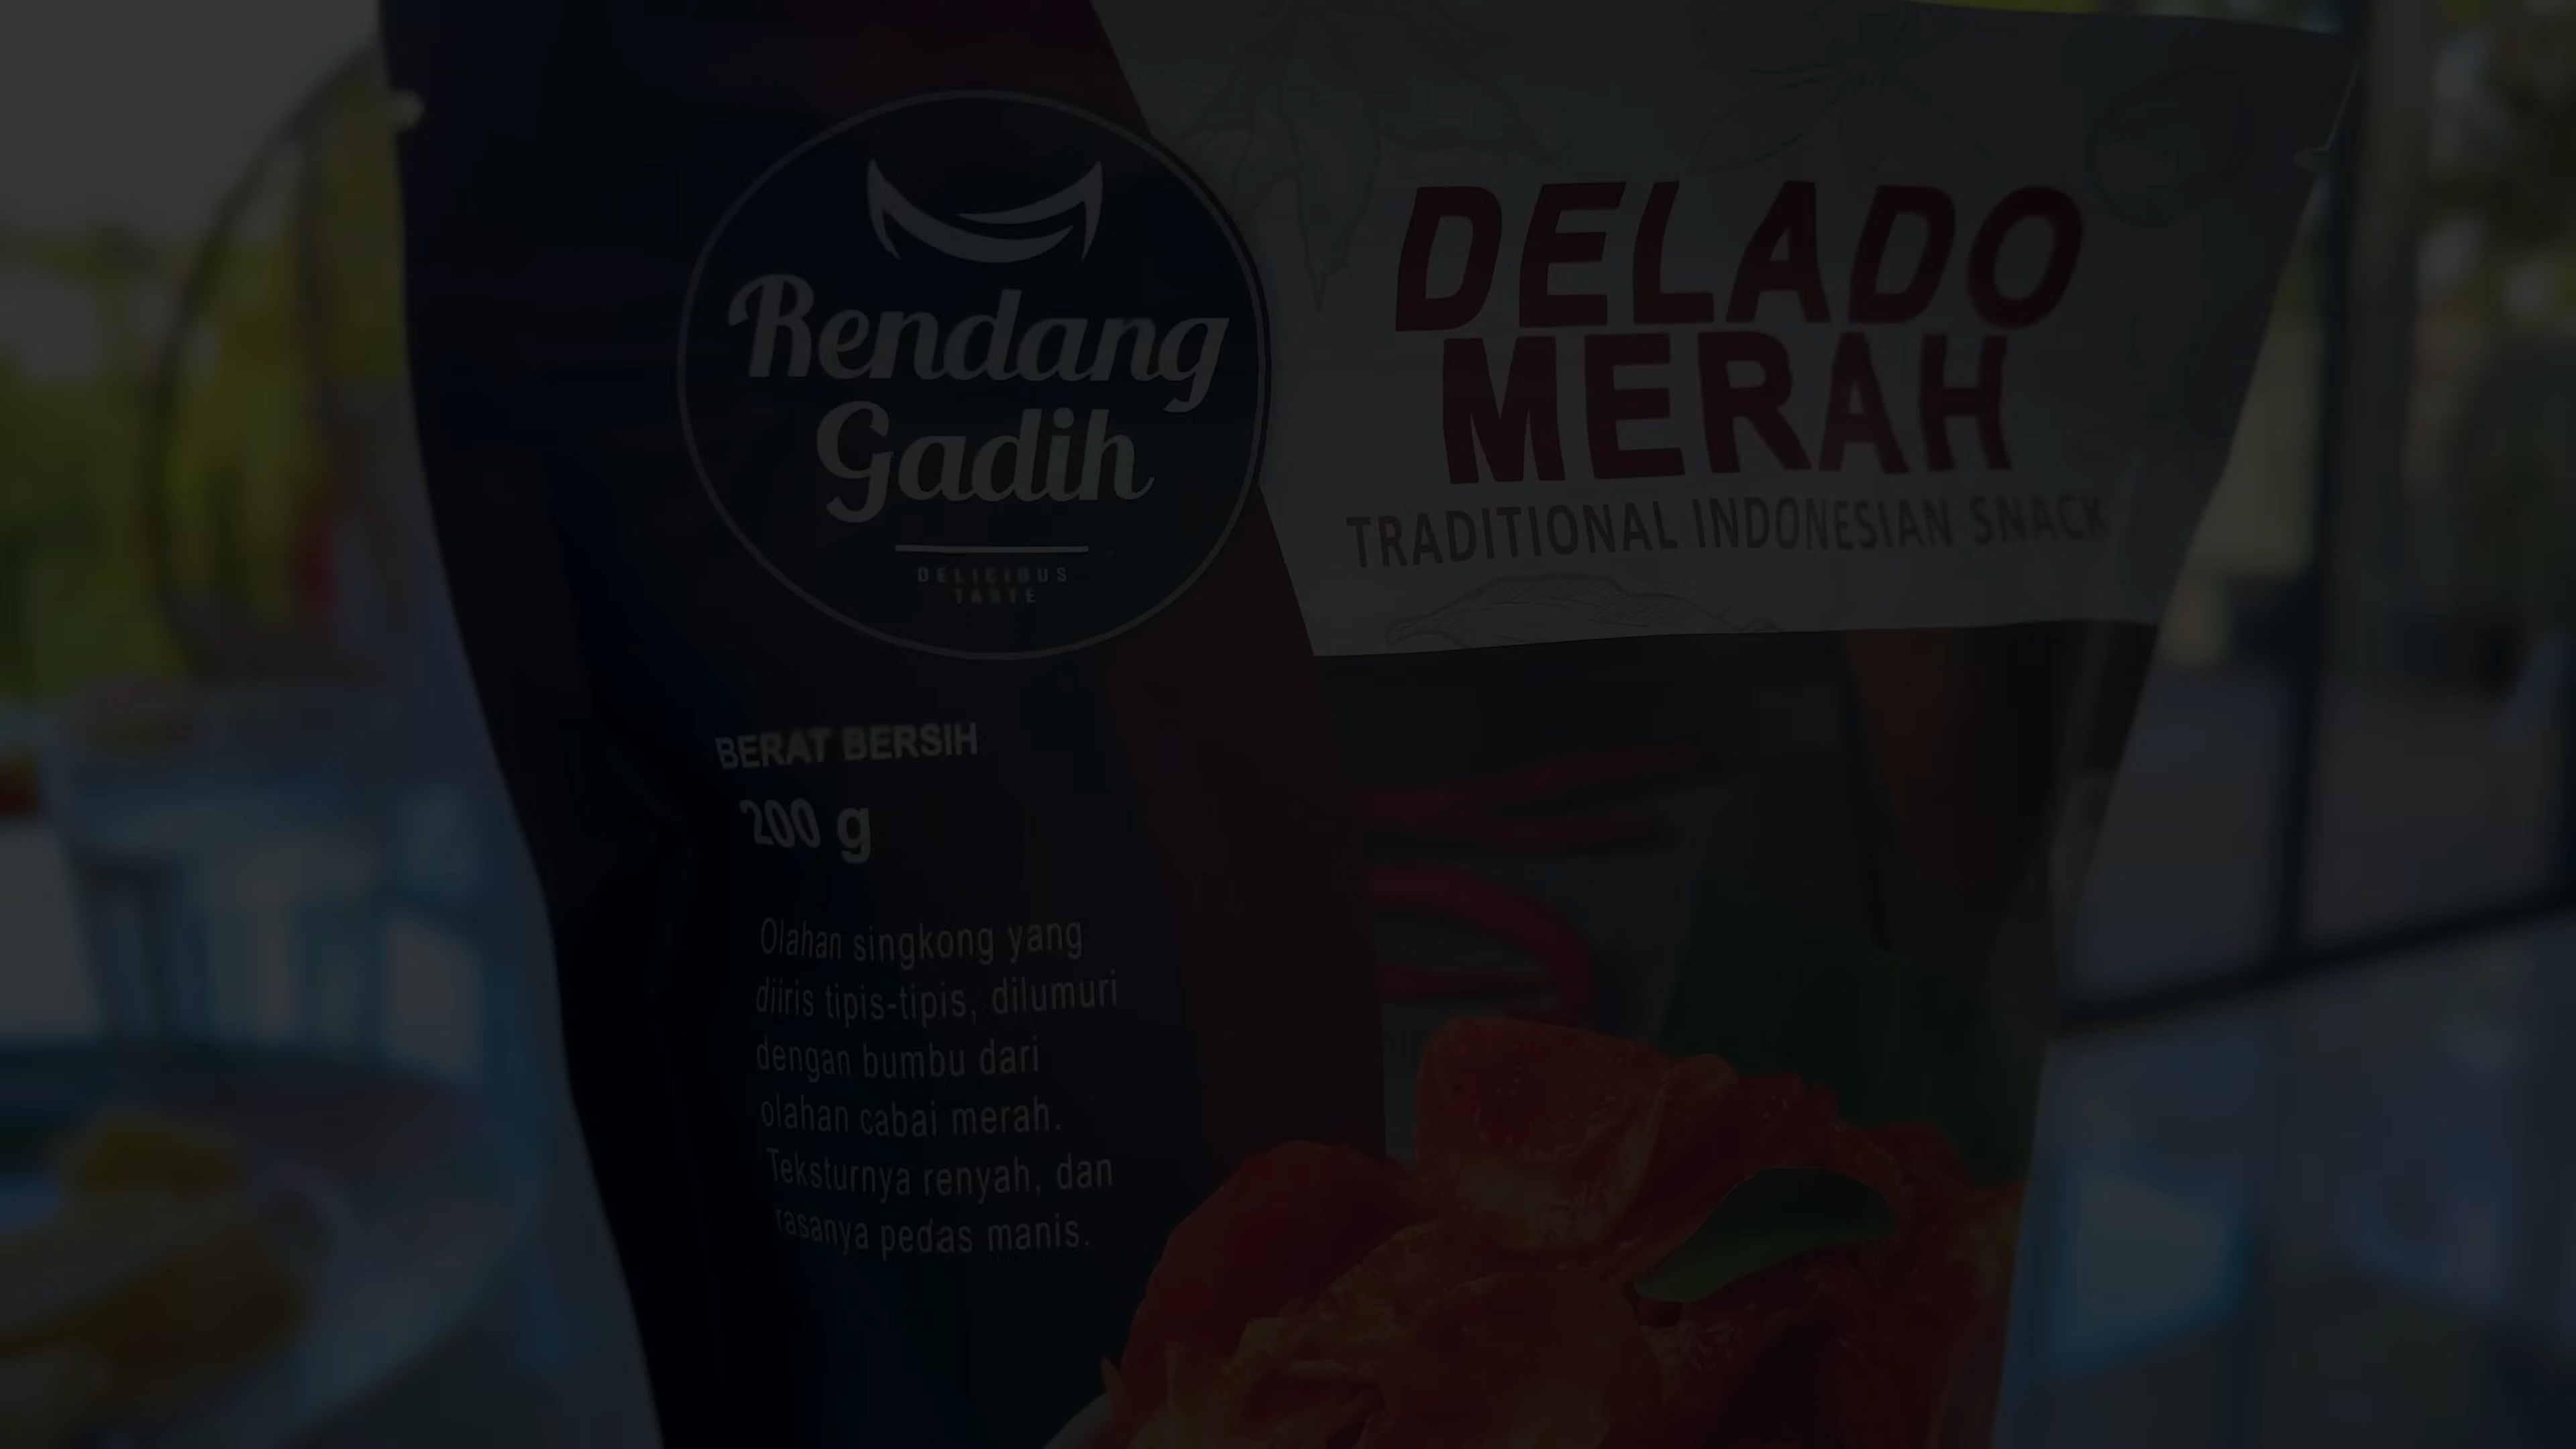 Rendang
Gadih
DELICIOUS
TASTE
DELADO
MERAH
TRADITIONAL INDONESIAN SNACK
BERAT BERSIH
200 g
Olahan singkong yang
diiris tipis-tipis, dilumuri
dengan bumbu dari
olahan cabai merah.
Teksturnya renyah, dan
rasanya pedas manis.